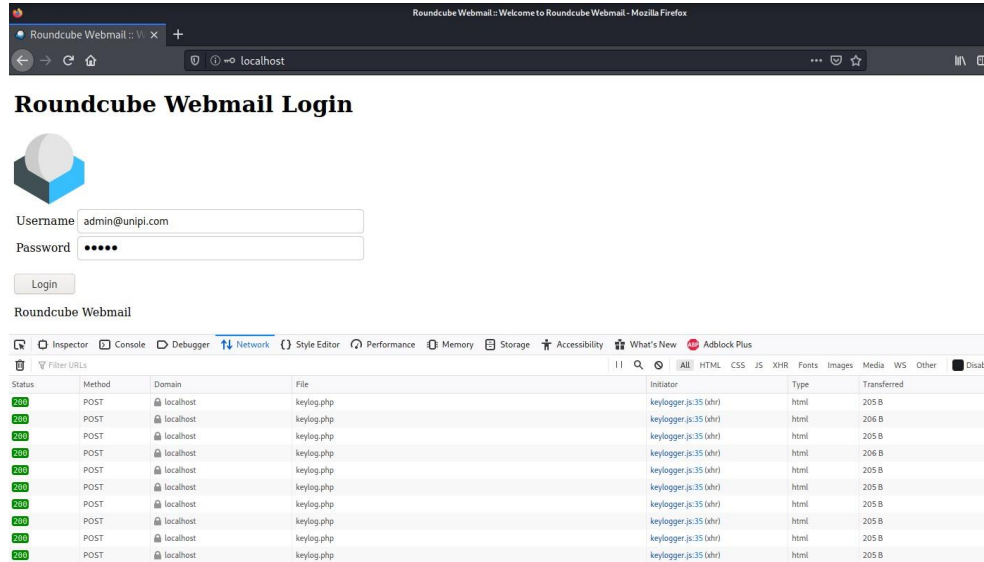 Roundcube Webmail :: Welcome to Roundcube Webmail - Mozilla Firefox
Roundcube Webmail :: W
localhost
Roundcube Webmail Login
Username admin@unipi.com
Password •••••
Login
Roundcube Webmail
Inspector Console Debugger Network {} Style Editor Performance Memory Storage Accessibility What's New ABP Adblock Plus
Filter URLs All HTML CSS JS XHR Fonts Images Media WS Other Disab
Status Method Domain File Initiator Type Transferred
200 POST localhost keylog.php keylogger.js:35 (xhr) html 205 B
200 POST localhost keylog.php keylogger.js:35 (xhr) html 206 B
200 POST localhost keylog.php keylogger.js:35 (xhr) html 205 B
200 POST localhost keylog.php keylogger.js:35 (xhr) html 206 B
200 POST localhost keylog.php keylogger.js:35 (xhr) html 205 B
200 POST localhost keylog.php keylogger.js:35 (xhr) html 205 B
200 POST localhost keylog.php keylogger.js:35 (xhr) html 205 B
200 POST localhost keylog.php keylogger.js:35 (xhr) html 205 B
200 POST localhost keylog.php keylogger.js:35 (xhr) html 205 B
200 POST localhost keylog.php keylogger.js:35 (xhr) html 205 B